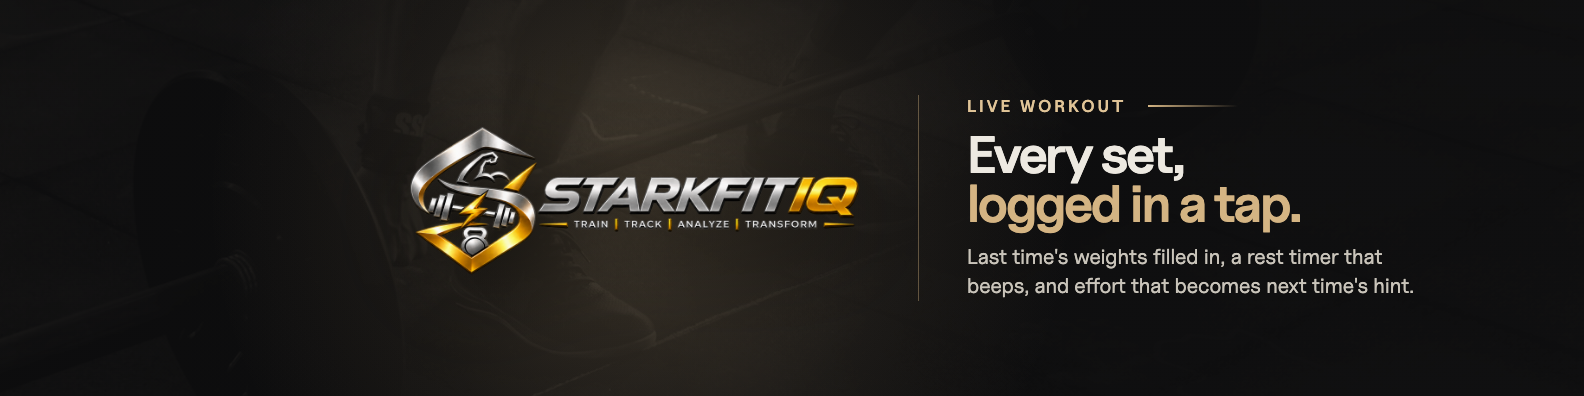 STARKFITIQ
TRAIN | TRACK | ANALYZE | TRANSFORM
LIVE WORKOUT
Every set,
logged in a tap.
Last time's weights filled in, a rest timer that
beeps, and effort that becomes next time's hint.